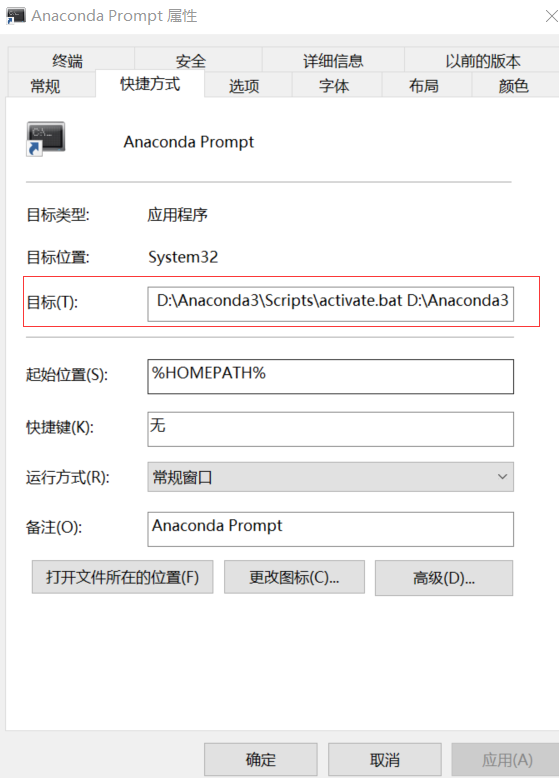 Anaconda Prompt 属性
终端 安全 详细信息 以前的版本
常规 快捷方式 选项 字体 布局 颜色
C:\...
Anaconda Prompt
目标类型: 应用程序
目标位置: System32
目标(T): D:\Anaconda3\Scripts\activate.bat D:\Anaconda3
起始位置(S): %HOMEPATH%
快捷键(K): 无
运行方式(R): 常规窗口
备注(O): Anaconda Prompt
打开文件所在的位置(F) 更改图标(C)... 高级(D)...
确定 取消 应用(A)